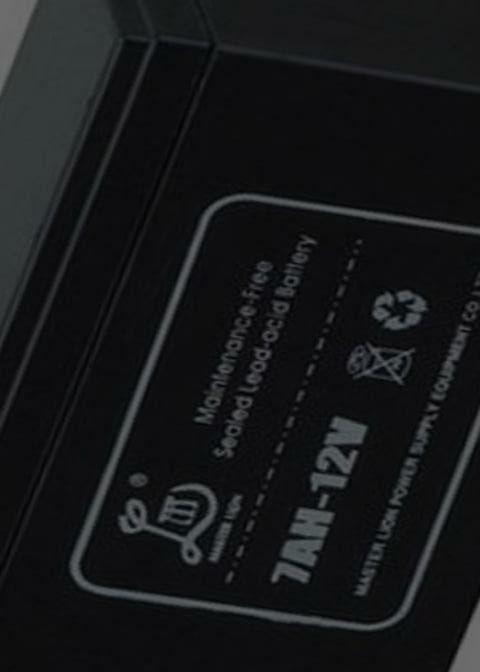 Maintenance-Free
Sealed Lead-acid Battery
®
MASTER LION
7AH-12V
MASTER LION POWER SUPPLY EQUIPMENT CO